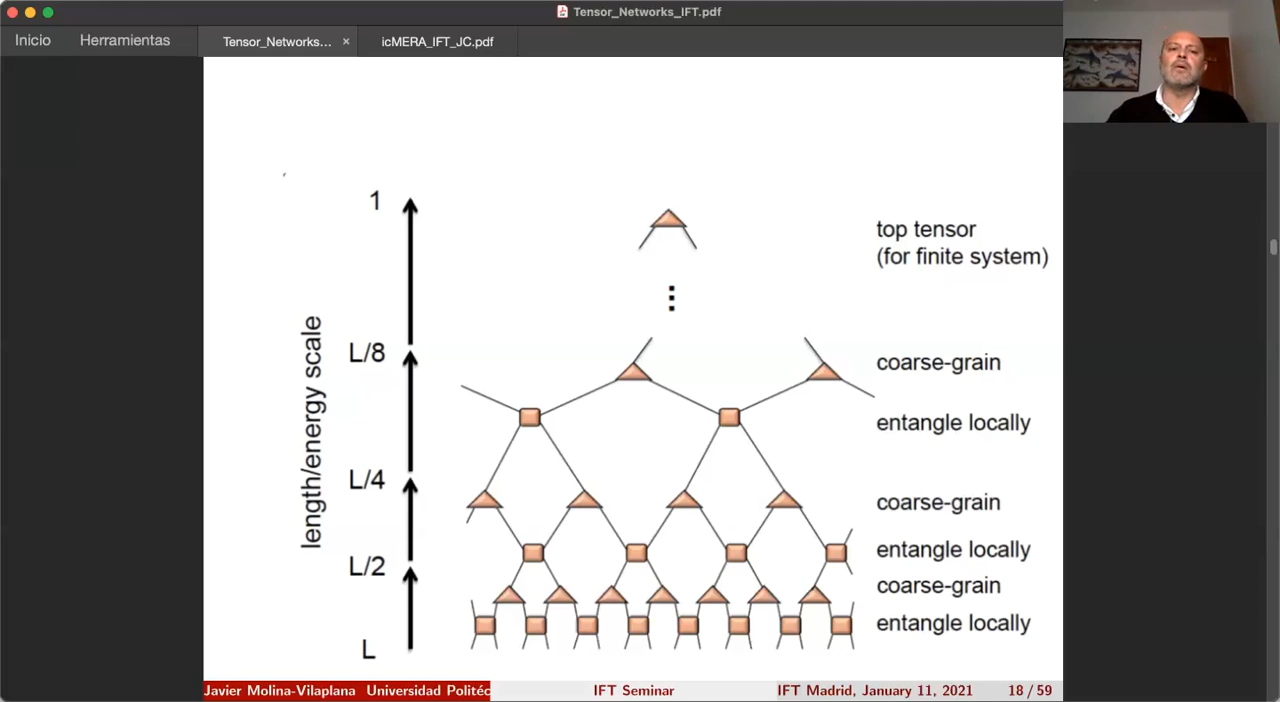 Tensor_Networks_IFT.pdf
Inicio Herramientas Tensor_Networks... × icMERA_IFT_JC.pdf
1
top tensor
(for finite system)
L/8
coarse-grain
entangle locally
length/energy scale
L/4
coarse-grain
entangle locally
L/2
coarse-grain
entangle locally
L
Javier Molina-Vilaplana Universidad Politéc IFT Seminar IFT Madrid, January 11, 2021 18 / 59